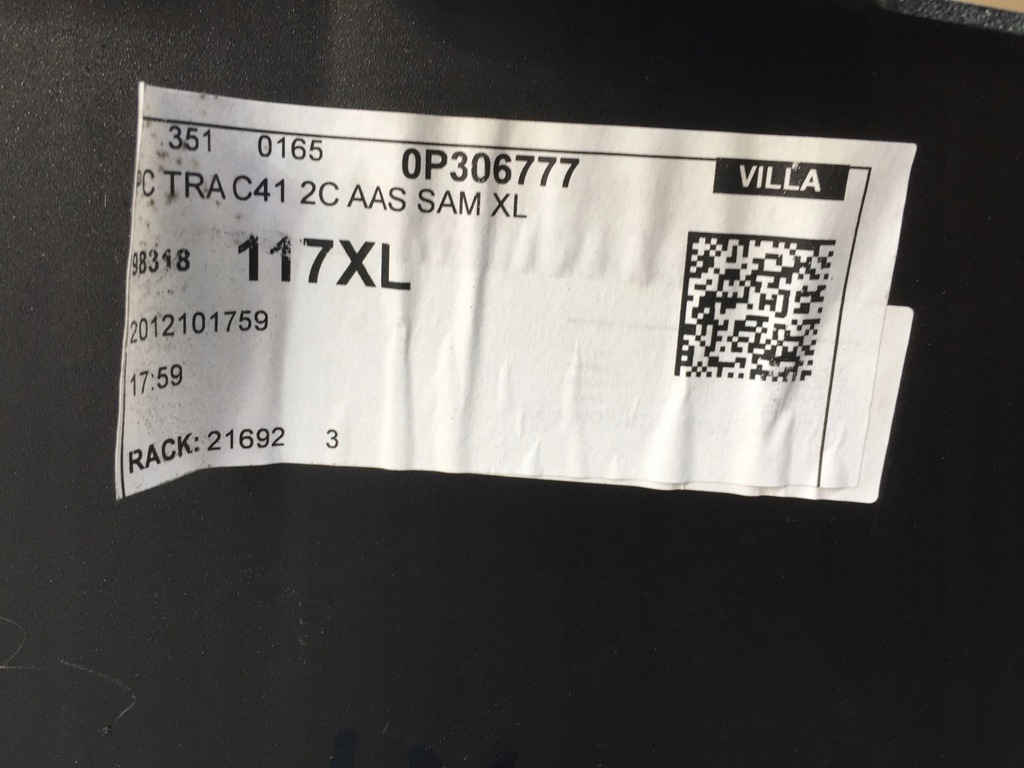 351 0165 0P306777 VILLA
PC TRA C41 2C AAS SAM XL
98318 117XL
2012101759
17:59
RACK: 21692 3